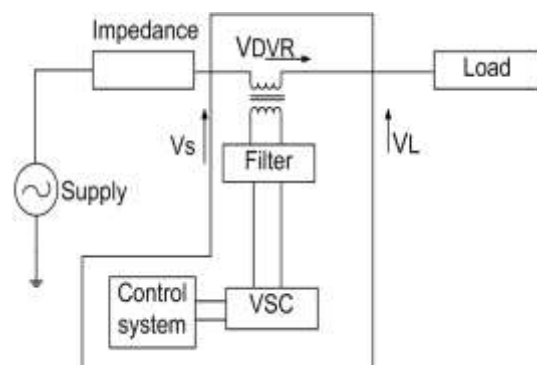 Impedance
VDVR
Load
Vs
VL
Filter
Supply
Control
system
VSC